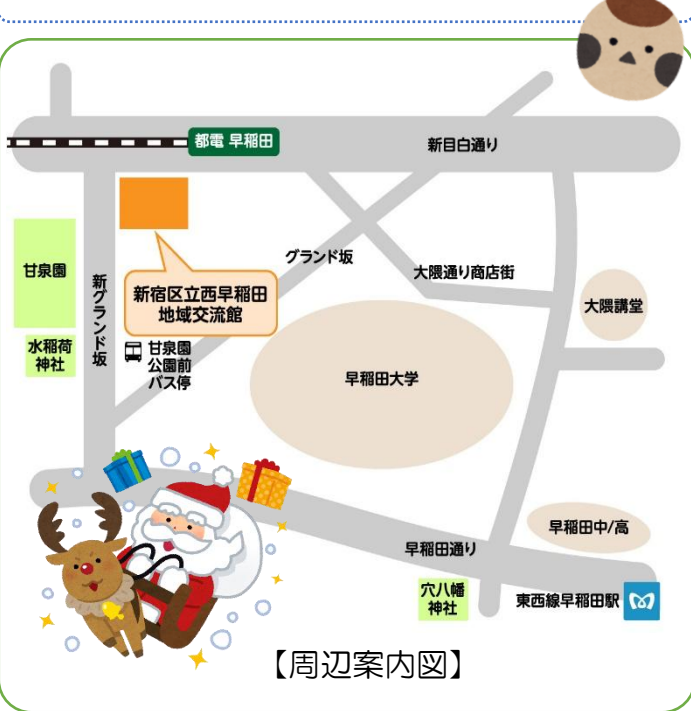 都電 早稲田
新目白通り
甘泉園
新グランド坂
グランド坂
大隈通り商店街
新宿区立西早稲田
地域交流館
大隈講堂
水稲荷
神社
甘泉園
公園前
バス停
早稲田大学
早稲田中/高
早稲田通り
穴八幡
神社
東西線早稲田駅
【周辺案内図】